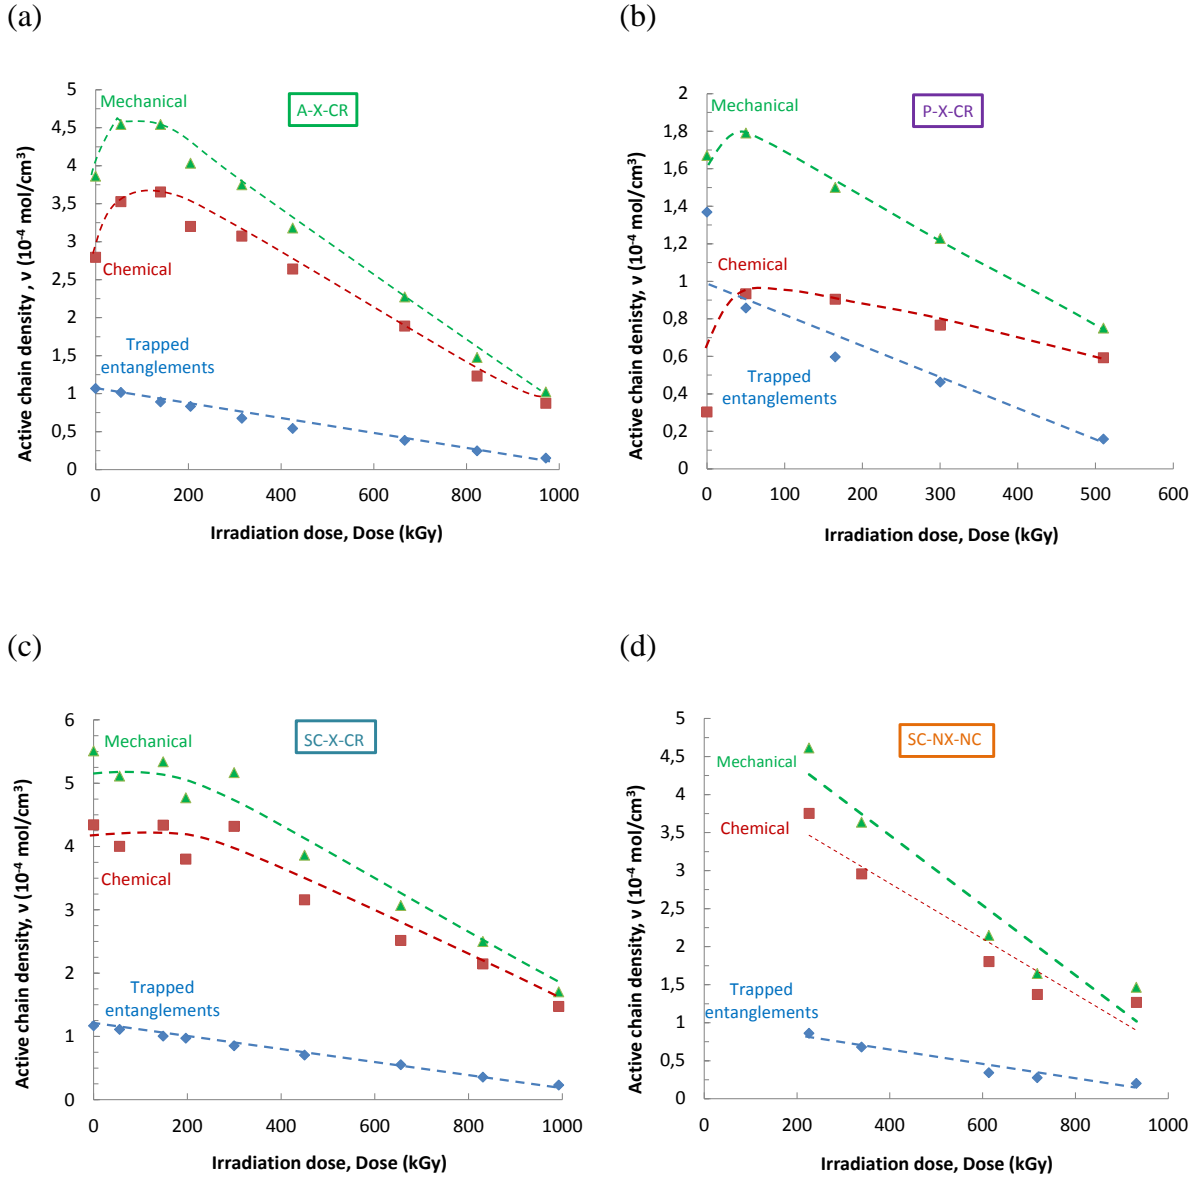 (a)
Active chain density , ν (10⁻⁴ mol/cm³)
5
4,5
4
3,5
3
2,5
2
1,5
1
0,5
0
Mechanical
A-X-CR
Chemical
Trapped
entanglements
0 200 400 600 800 1000
Irradiation dose, Dose (kGy)
(b)
Active chain denisty, ν (10⁻⁴ mol/cm³)
2
1,8
1,6
1,4
1,2
1
0,8
0,6
0,4
0,2
0
Mechanical
P-X-CR
Chemical
Trapped
entanglements
0 100 200 300 400 500 600
Irradiation dose, Dose (kGy)
(c)
Active chain density, ν (10⁻⁴ mol/cm³)
6
5
4
3
2
1
0
Mechanical
SC-X-CR
Chemical
Trapped
entanglements
0 200 400 600 800 1000
Irradiation dose, Dose (kGy)
(d)
Active chain density, ν (10⁻⁴ mol/cm³)
5
4,5
4
3,5
3
2,5
2
1,5
1
0,5
0
Mechanical
SC-NX-NC
Chemical
Trapped
entanglements
0 200 400 600 800 1000
Irradiation dose, Dose (kGy)